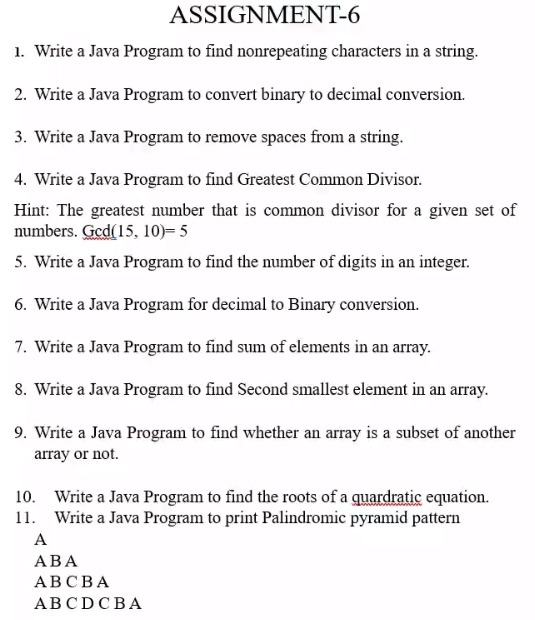 ASSIGNMENT-6
1. Write a Java Program to find nonrepeating characters in a string.
2. Write a Java Program to convert binary to decimal conversion.
3. Write a Java Program to remove spaces from a string.
4. Write a Java Program to find Greatest Common Divisor.
Hint: The greatest number that is common divisor for a given set of
numbers. Gcd(15, 10)= 5
5. Write a Java Program to find the number of digits in an integer.
6. Write a Java Program for decimal to Binary conversion.
7. Write a Java Program to find sum of elements in an array.
8. Write a Java Program to find Second smallest element in an array.
9. Write a Java Program to find whether an array is a subset of another
array or not.
10. Write a Java Program to find the roots of a quardratic equation.
11. Write a Java Program to print Palindromic pyramid pattern
A
A B A
A B C B A
A B C D C B A